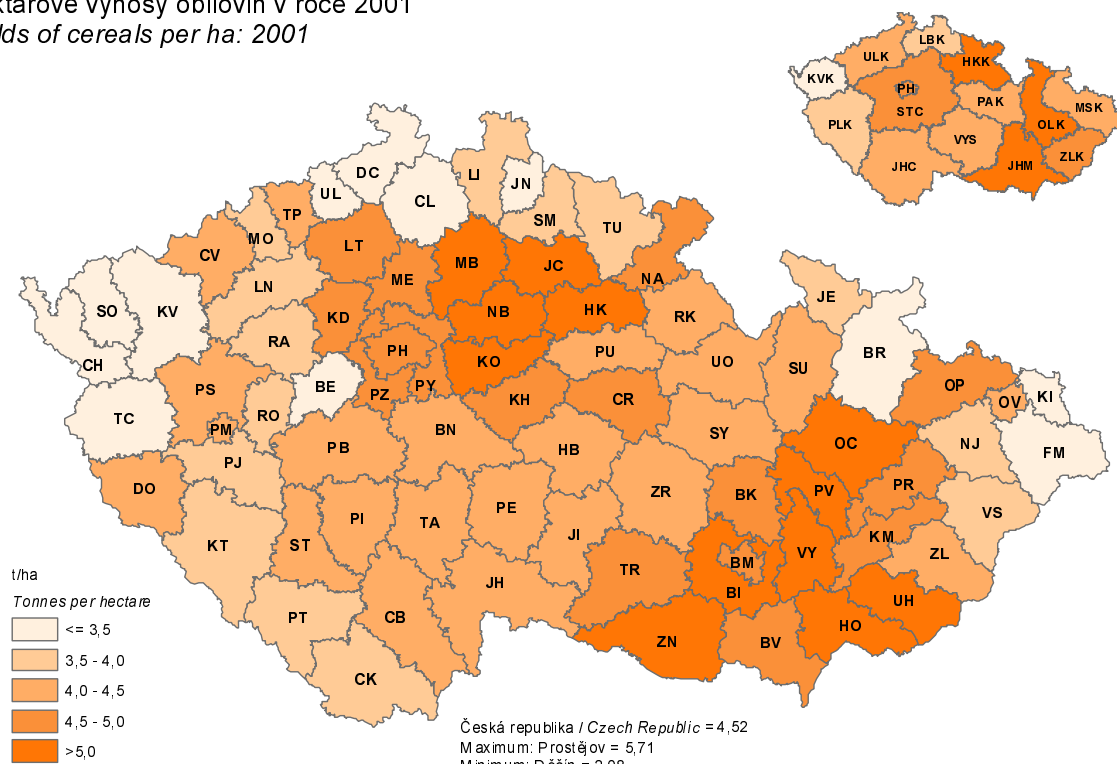 výnosy obilovin v roce 2001
of cereals per ha: 2001
LBK
ULK
HKK
KVK
PH
PAK
MSK
STC
PLK
OLK
VYS
ZLK
JHC
JHM
DC
LI
JN
UL
CL
TP
SM
TU
MO
LT
CV
MB
JC
NA
ME
LN
JE
SO
KV
KD
NB
HK
RK
RA
PH
PU
BR
CH
KO
UO
SU
BE
PY
OP
PS
PZ
KH
CR
KI
OV
RO
TC
PM
BN
SY
OC
NJ
PB
HB
FM
PJ
DO
PR
PV
ZR
BK
PE
VS
PI
TA
JI
KM
KT
ST
VY
ZL
BM
TR
JH
BI
UH
PT
CB
HO
ZN
BV
CK
t/ha
Tonnes per hectare
<= 3,5
3,5 - 4,0
4,0 - 4,5
4,5 - 5,0
>5,0
Česká republika / Czech Republic = 4,52
Maximum: Prostějov = 5,71
Minimum: Děčín = 2,98